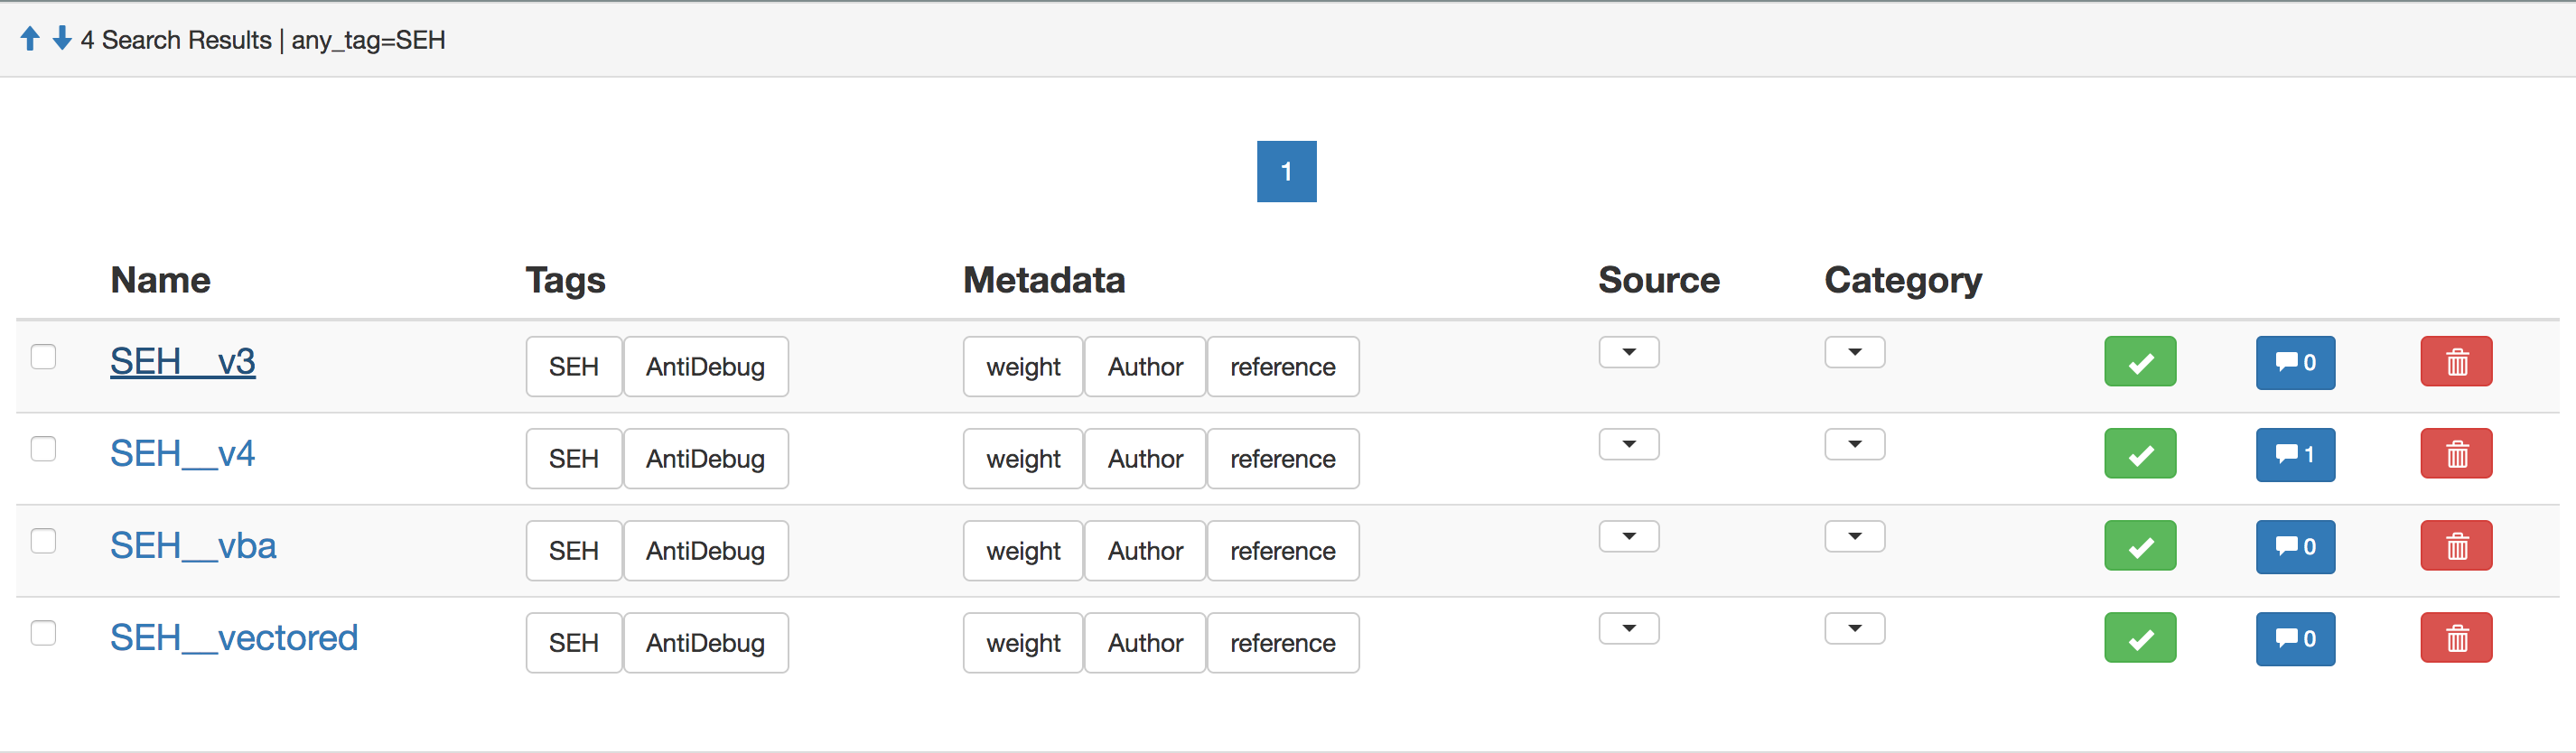 4 Search Results | any_tag=SEH
1
Name Tags Metadata Source Category
SEH__v3 SEH AntiDebug weight Author reference 0
SEH__v4 SEH AntiDebug weight Author reference 1
SEH__vba SEH AntiDebug weight Author reference 0
SEH__vectored SEH AntiDebug weight Author reference 0